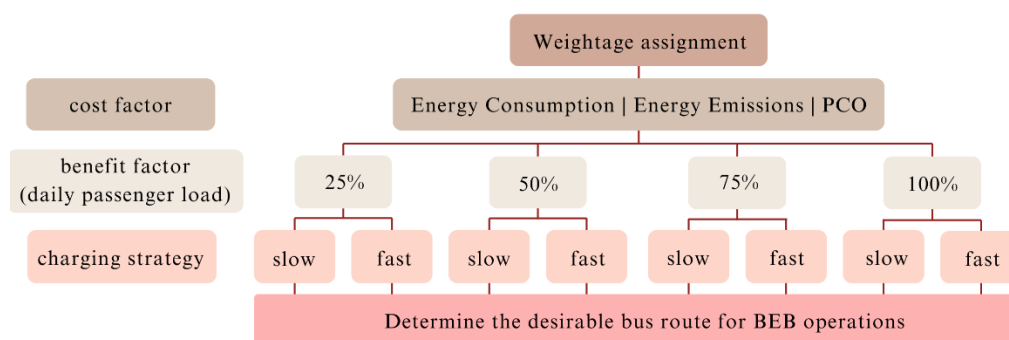 Weightage assignment
cost factor
Energy Consumption | Energy Emissions | PCO
benefit factor
(daily passenger load)
25%
50%
75%
100%
charging strategy
slow
fast
slow
fast
slow
fast
slow
fast
Determine the desirable bus route for BEB operations